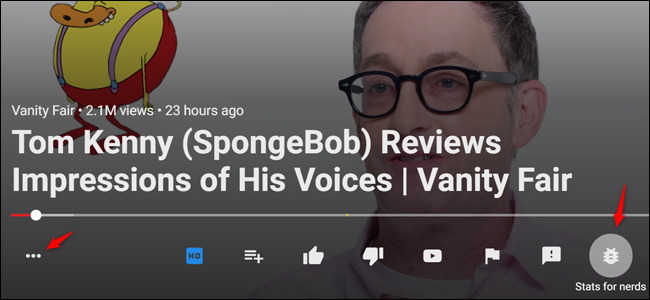 Vanity Fair • 2.1M views • 23 hours ago
Tom Kenny (SpongeBob) Reviews
Impressions of His Voices | Vanity Fair
HD
Stats for nerds